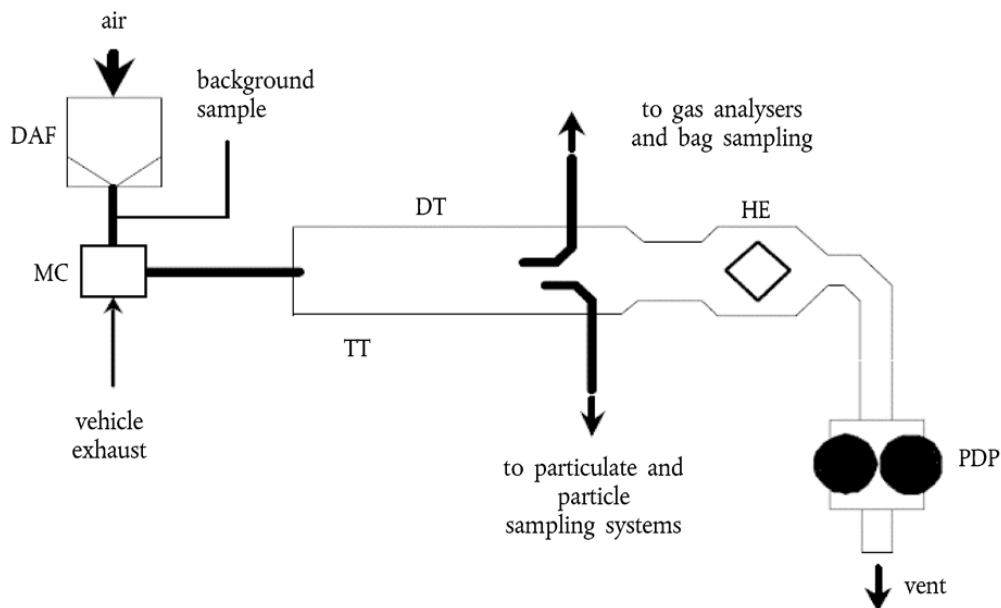 air
background
sample
DAF
to gas analysers
and bag sampling
DT
HE
MC
TT
vehicle
exhaust
to particulate and
particle
sampling systems
PDP
vent